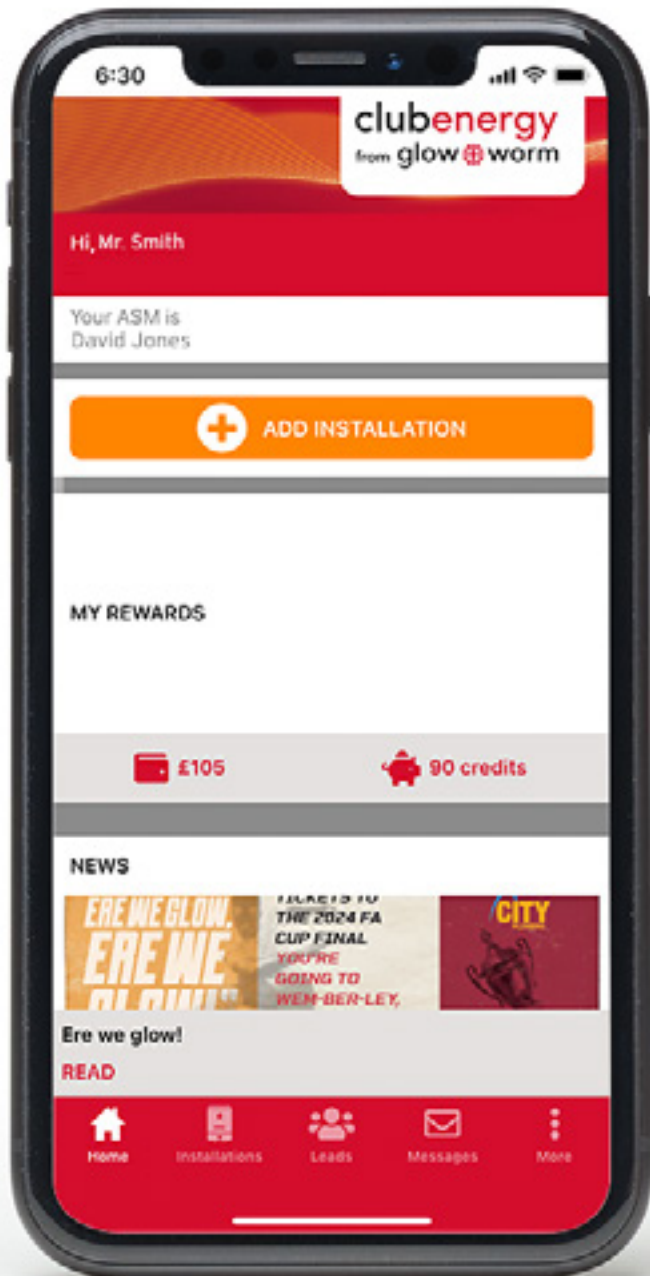 6:30
clubenergy
from glow worm
Hi, Mr. Smith
Your ASM is
David Jones
ADD INSTALLATION
MY REWARDS
£105
90 credits
NEWS
ERE WE GLOW,
ERE WE
GLOW!"
TICKETS TO
THE 2024 FA
CUP FINAL
YOU'RE
GOING TO
WEM-BER-LEY,
CITY
Ere we glow!
READ
Home
Installations
Leads
Messages
More